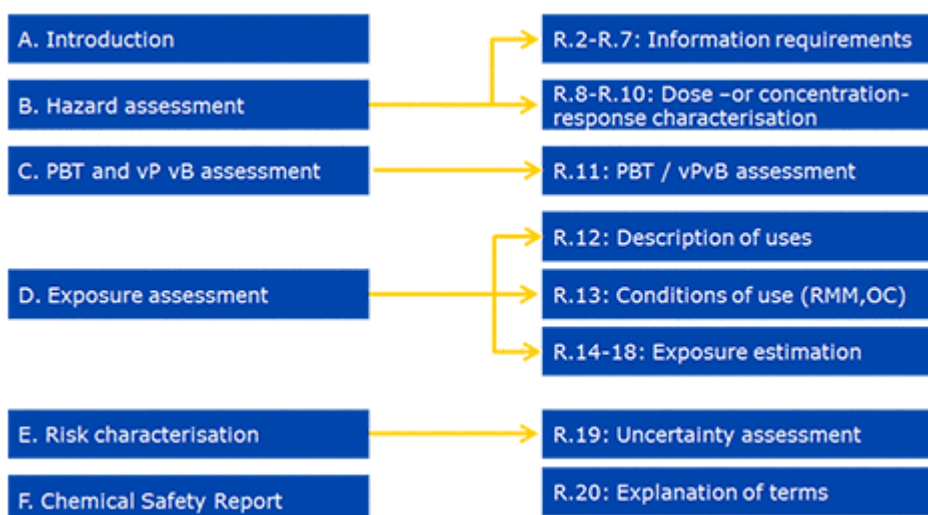 A. Introduction
R.2-R.7: Information requirements
B. Hazard assessment
R.8-R.10: Dose –or concentration-
response characterisation
C. PBT and vP vB assessment
R.11: PBT / vPvB assessment
R.12: Description of uses
D. Exposure assessment
R.13: Conditions of use (RMM,OC)
R.14-18: Exposure estimation
E. Risk characterisation
R.19: Uncertainty assessment
F. Chemical Safety Report
R.20: Explanation of terms